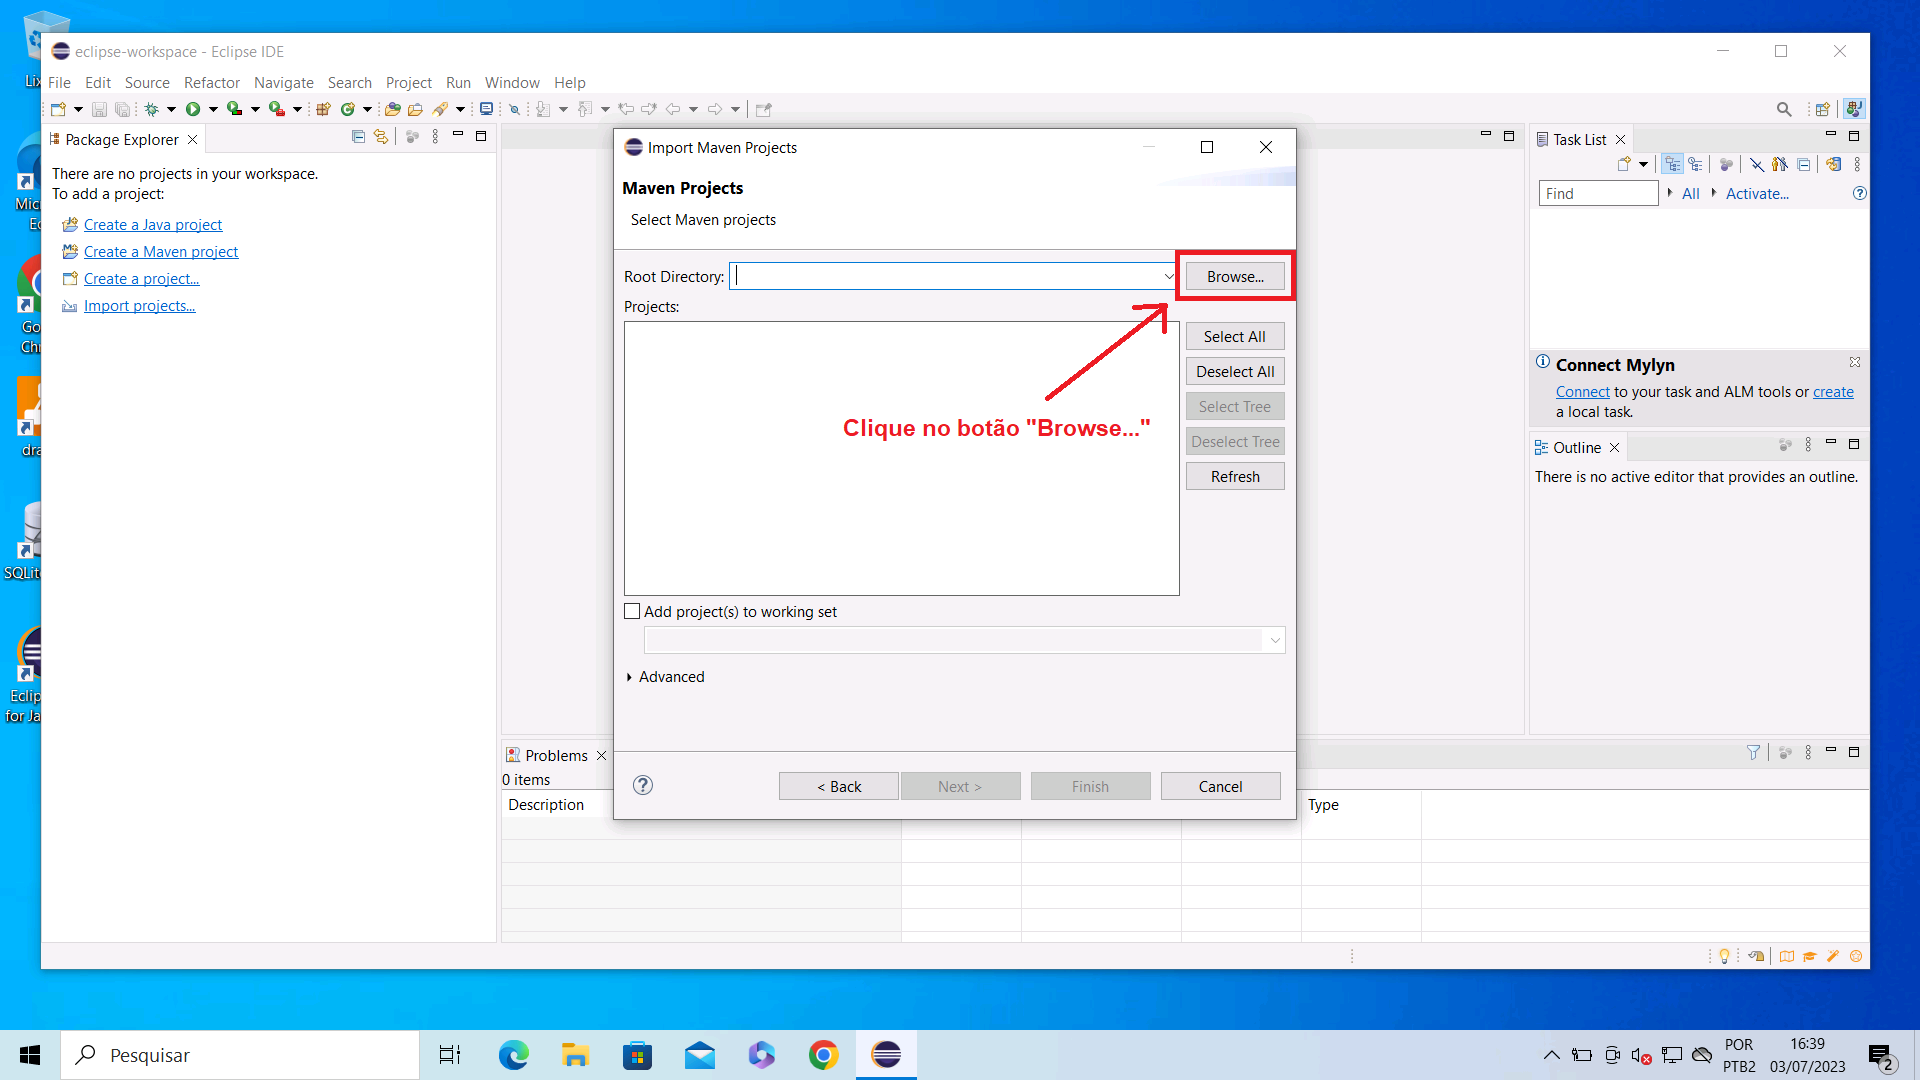 eclipse-workspace - Eclipse IDE
File Edit Source Refactor Navigate Search Project Run Window Help
Package Explorer
There are no projects in your workspace.
To add a project:
Create a Java project
Create a Maven project
Create a project...
Import projects...
Import Maven Projects
Maven Projects
Select Maven projects
Root Directory:
Browse...
Projects:
Select All
Deselect All
Select Tree
Deselect Tree
Refresh
Clique no botão "Browse..."
Add project(s) to working set
Advanced
< Back
Next >
Finish
Cancel
Task List
Find
All
Activate...
Connect Mylyn
Connect to your task and ALM tools or create
a local task.
Outline
There is no active editor that provides an outline.
Problems
0 items
Description
Type
Pesquisar
POR
PTB2
16:39
03/07/2023
2